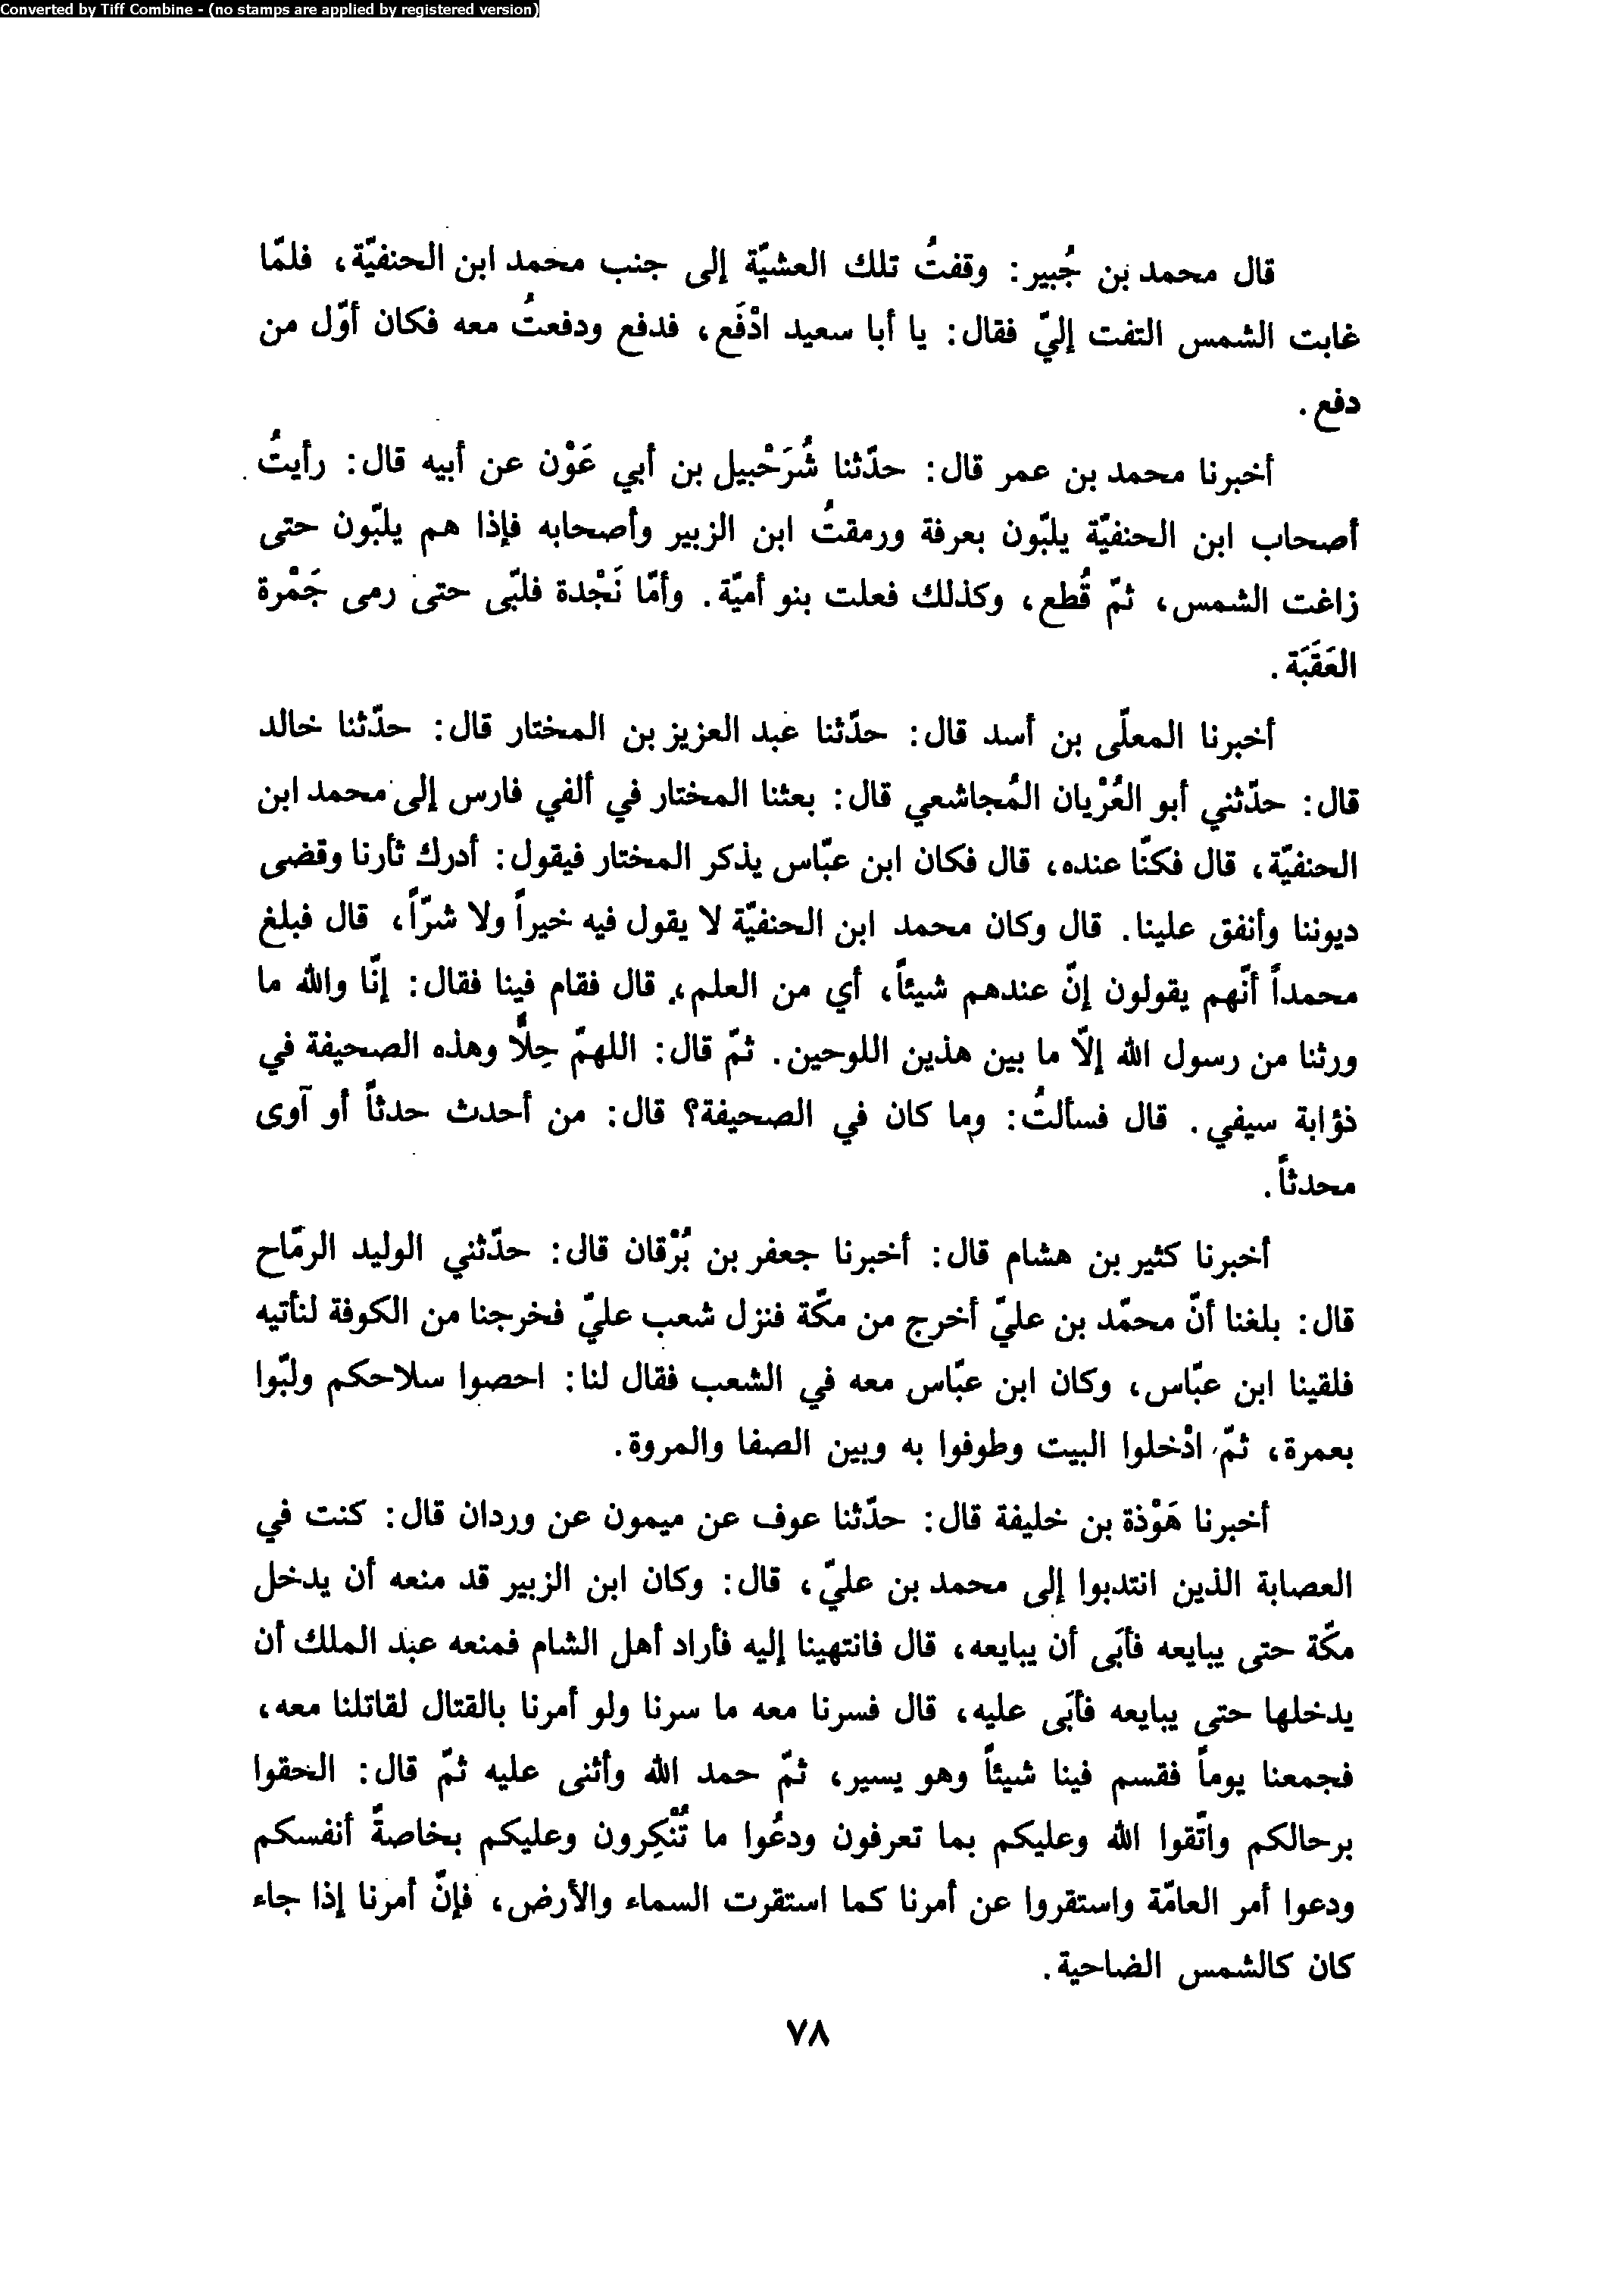 Converted by Tiff Combine - (no stamps are applied by registered version)
قال محمد بن جُبير: وقفتُ تلك العشيّة إلى جنب محمد ابن الحنفيّة، فلمّا
غابت الشمس التفت إليّ فقال: يا أبا سعيد ادْفَع، فدفع ودفعتُ معه فكان أوّل من
دفع.
أخبرنا محمد بن عمر قال: حدّثنا شُرَحْبيل بن أبي عَوْن عن أبيه قال: رأيتُ
أصحاب ابن الحنفيّة يلبّون بعرفة ورمقتُ ابن الزبير وأصحابه فإذا هم يلبّون حتى
زاغت الشمس، ثمّ قُطع، وكذلك فعلت بنو أميّة. وأمّا نَجْدة فلبّى حتى رمى جَمْرة
العَقَبَة.
أخبرنا المعلّى بن أسد قال: حدّثنا عبد العزيز بن المختار قال: حدّثنا خالد
قال: حدّثني أبو العُرْيان المُجاشعي قال: بعثنا المختار في ألفي فارس إلى محمد ابن
الحنفيّة، قال فكنّا عنده، قال فكان ابن عبّاس يذكر المختار فيقول: أدرك ثأرنا وقضى
ديوننا وأنفق علينا. قال وكان محمد ابن الحنفيّة لا يقول فيه خيراً ولا شرّاً، قال فبلغ
محمداً أنّهم يقولون إنّ عندهم شيئاً، أي من العلم، قال فقام فينا فقال: إنّا والله ما
ورثنا من رسول الله إلّا ما بين هذين اللوحين. ثمّ قال: اللهمّ حِلًّا وهذه الصحيفة في
ذؤابة سيفي. قال فسألتُ: وما كان في الصحيفة؟ قال: من أحدث حدثاً أو آوى
محدثاً.
أخبرنا كثير بن هشام قال: أخبرنا جعفر بن بُرْقان قال: حدّثني الوليد الرمّاح
قال: بلغنا أنّ محمّد بن عليّ أخرج من مكّة فنزل شعب عليّ فخرجنا من الكوفة لنأتيه
فلقينا ابن عبّاس، وكان ابن عبّاس معه في الشعب فقال لنا: احصوا سلاحكم ولبّوا
بعمرة، ثمّ ادْخلوا البيت وطوفوا به وبين الصفا والمروة.
أخبرنا هَوْذة بن خليفة قال: حدّثنا عوف عن ميمون عن وردان قال: كنت في
العصابة الذين انتدبوا إلى محمد بن عليّ، قال: وكان ابن الزبير قد منعه أن يدخل
مكّة حتى يبايعه فأبَى أن يبايعه، قال فانتهينا إليه فأراد أهل الشام فمنعه عبد الملك أن
يدخلها حتى يبايعه فأبَى عليه، قال فسرنا معه ما سرنا ولو أمرنا بالقتال لقاتلنا معه،
فجمعنا يوماً فقسم فينا شيئاً وهو يسير، ثمّ حمد الله وأثنى عليه ثمّ قال: الحقوا
برحالكم واتّقوا الله وعليكم بما تعرفون ودعُوا ما تُنْكِرون وعليكم بخاصةً أنفسكم
ودعوا أمر العامّة واستقروا عن أمرنا كما استقرت السماء والأرض، فإنّ أمرنا إذا جاء
كان كالشمس الضاحية.
٧٨